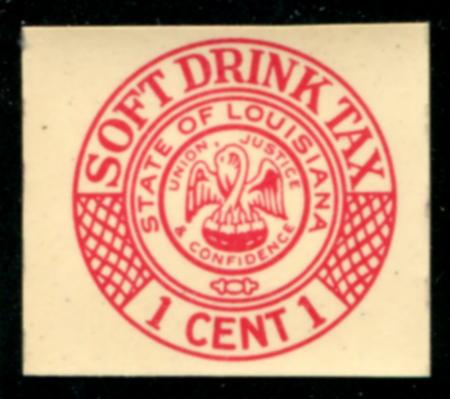 SOFT DRINK TAX
STATE OF LOUISIANA
UNION, JUSTICE
& CONFIDENCE
1 CENT 1